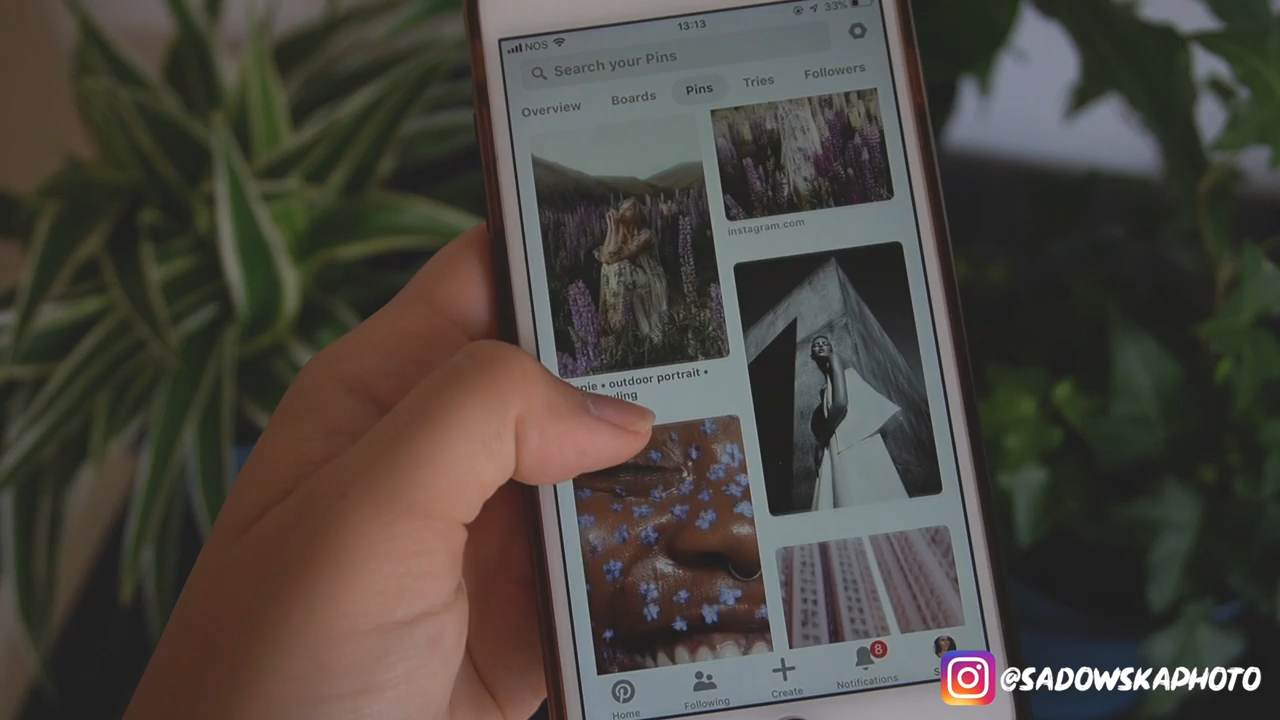 NOS 13:13 33%
Search your Pins
Overview Boards Pins Tries Followers
instagram.com
• outdoor portrait •
Home Following Create Notifications
8
@SADOWSKAPHOTO